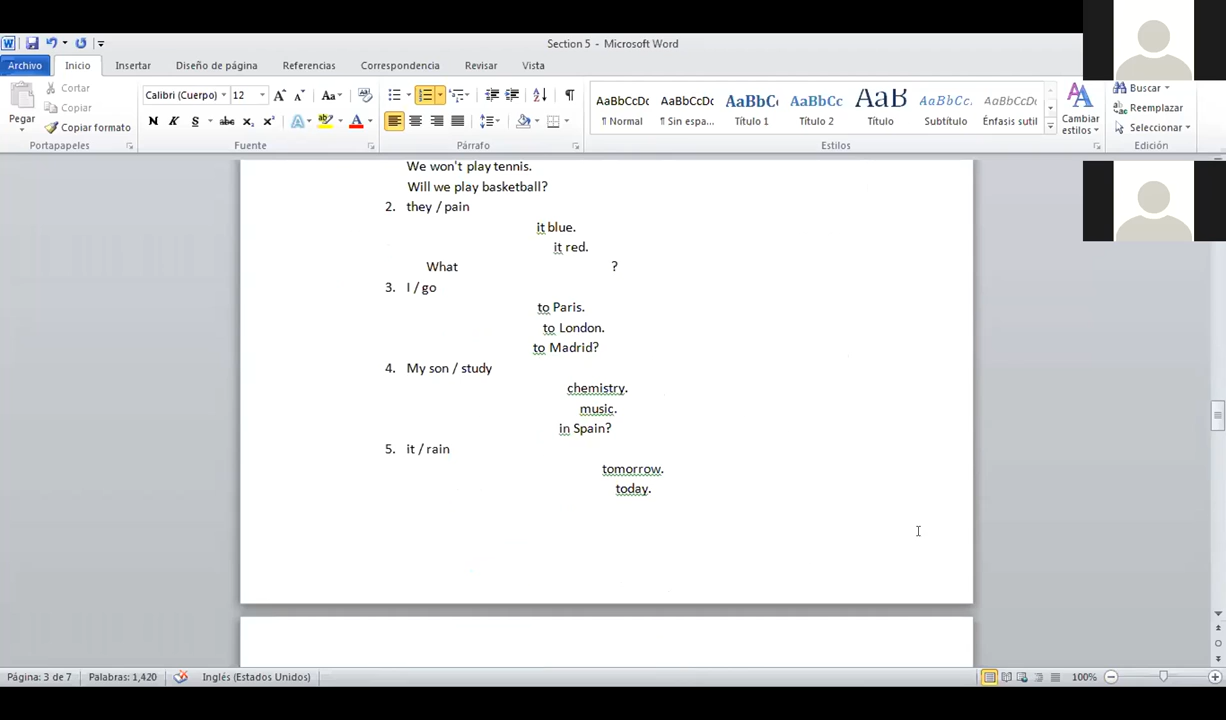 Section 5 - Microsoft Word
Archivo Inicio Insertar Diseño de página Referencias Correspondencia Revisar Vista
Pegar
Cortar
Copiar
Copiar formato
Portapapeles
Calibri (Cuerpo) 12
Fuente
Párrafo
AaBbCcDc AaBbCcDc AaBbCc AaBbCc AaB AaBbCc. AaBbCcDc
¶ Normal ¶ Sin espa... Título 1 Título 2 Título Subtítulo Énfasis sutil
Cambiar estilos
Estilos
Buscar
Reemplazar
Seleccionar
Edición
We won't play tennis.
Will we play basketball?
2. they / pain
it blue.
it red.
What ?
3. I / go
to Paris.
to London.
to Madrid?
4. My son / study
chemistry.
music.
in Spain?
5. it / rain
tomorrow.
today.
Página: 3 de 7 Palabras: 1,420 Inglés (Estados Unidos) 100%